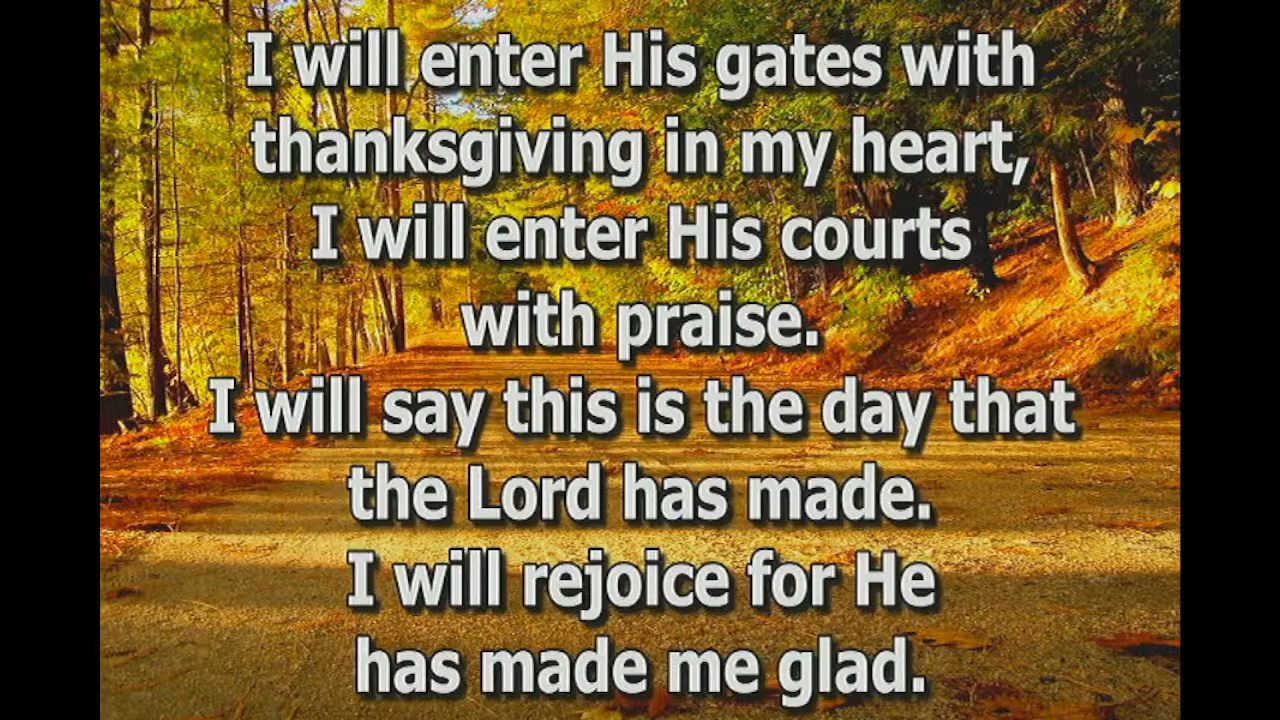 I will enter His gates with
thanksgiving in my heart,
I will enter His courts
with praise.
I will say this is the day that
the Lord has made.
I will rejoice for He
has made me glad.